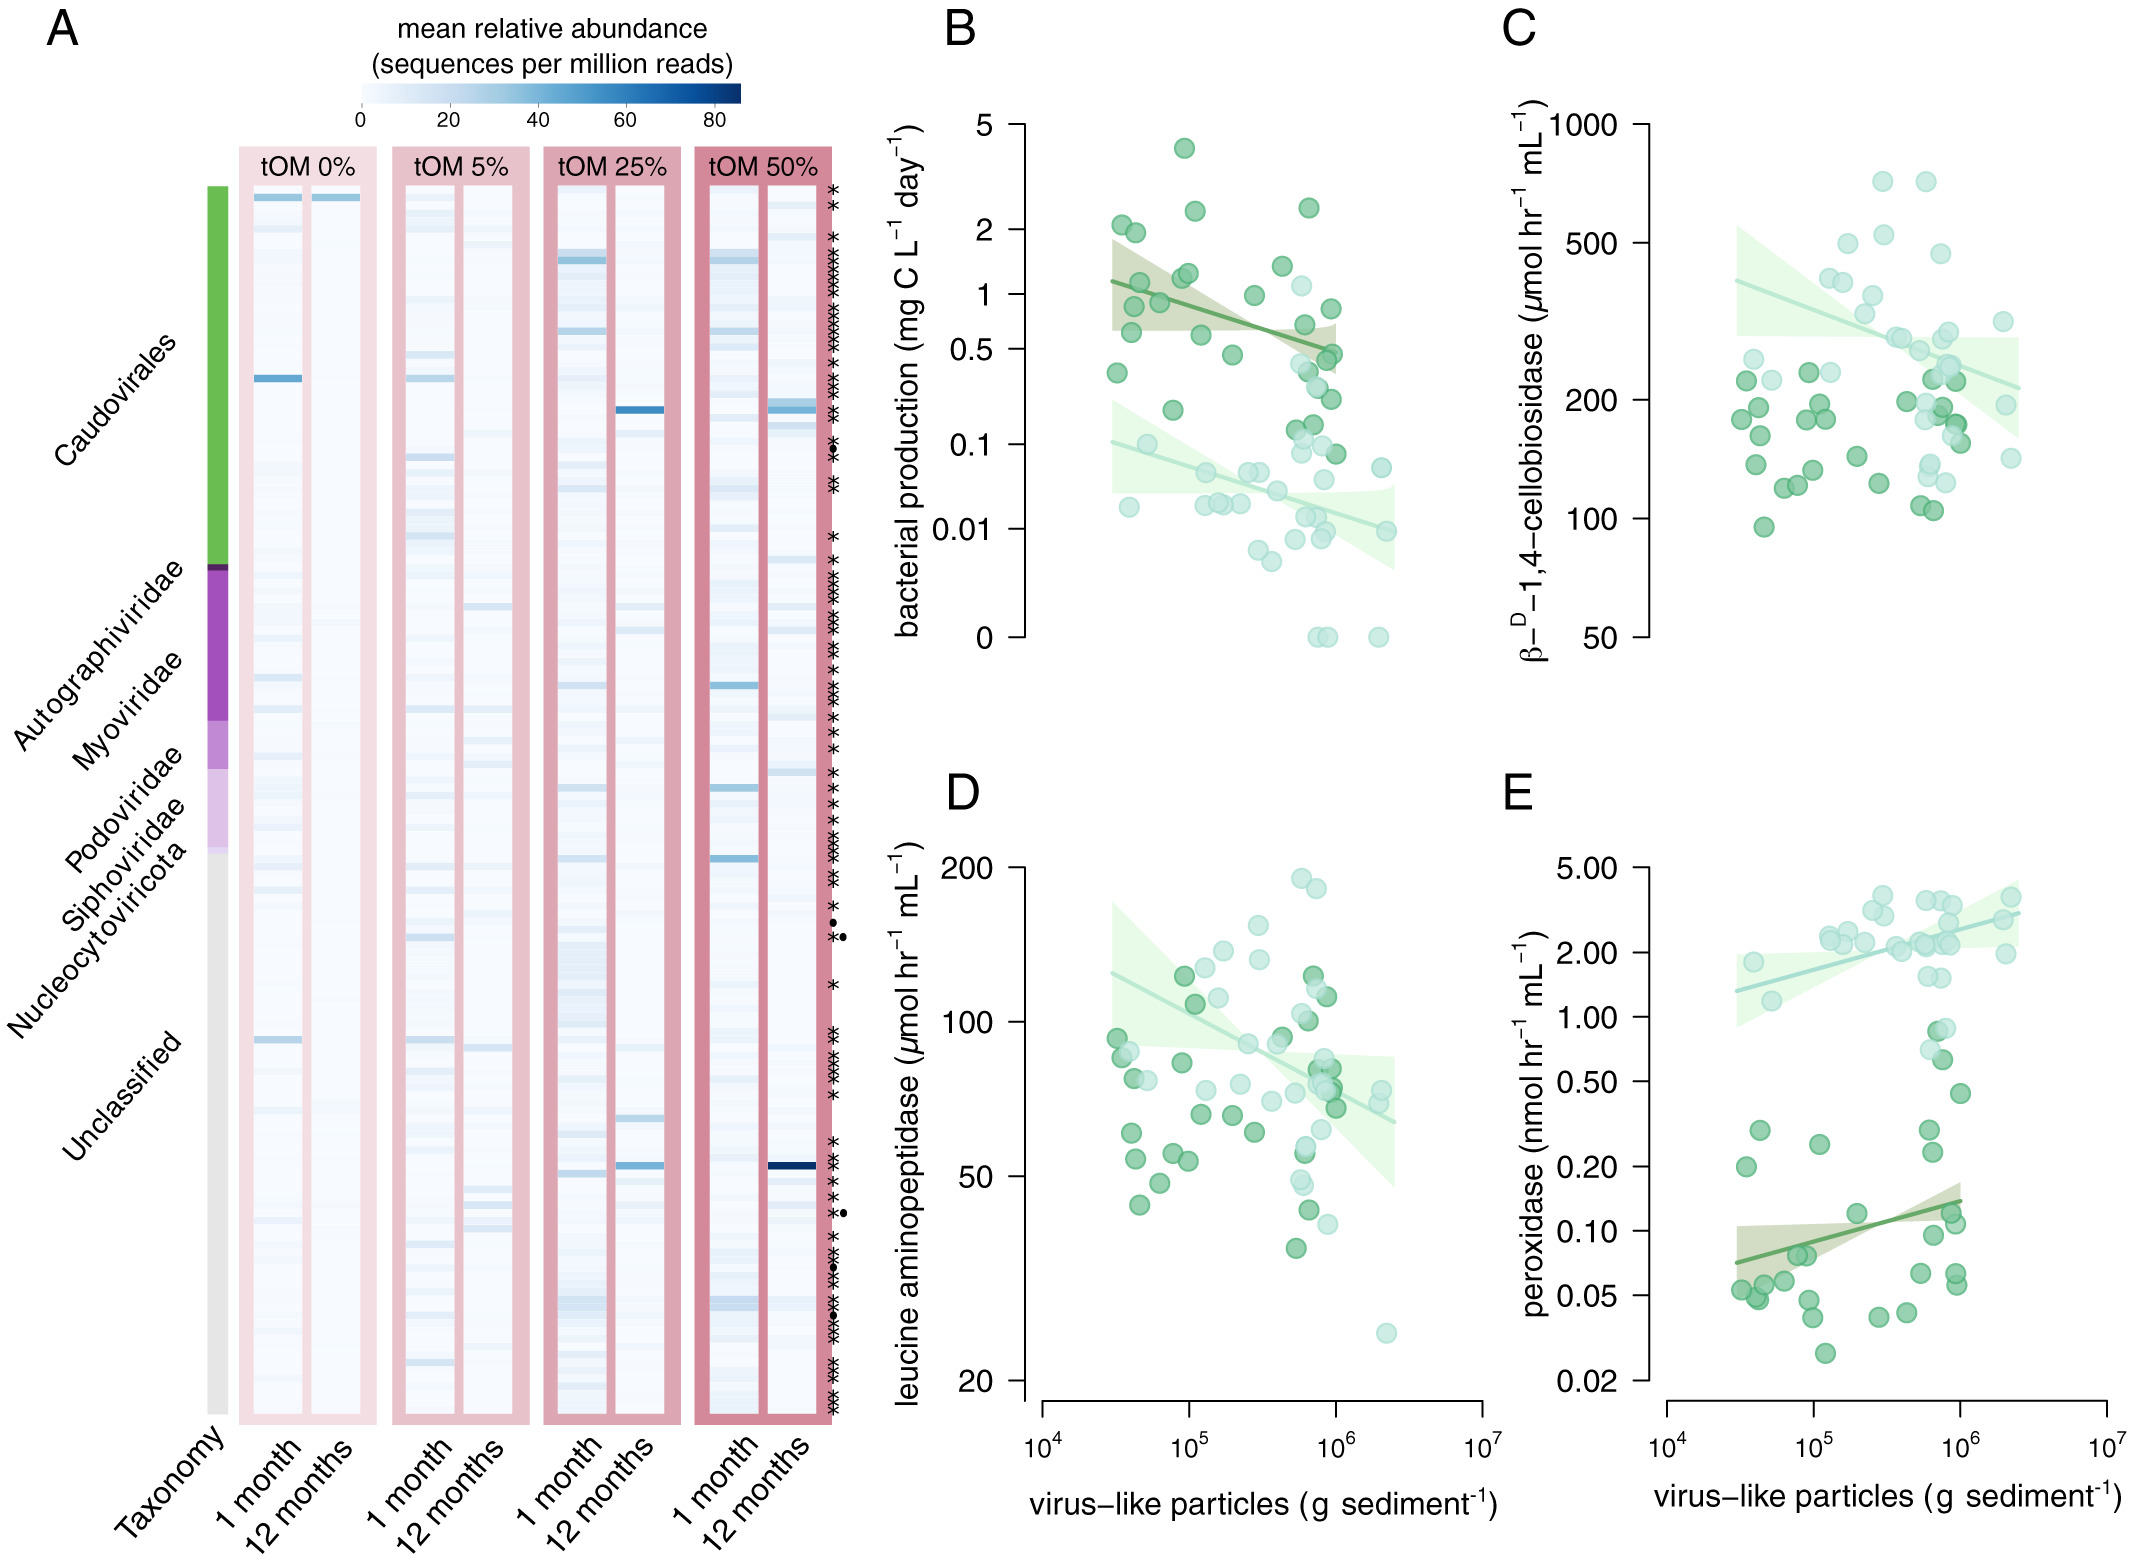 A
mean relative abundance
(sequences per million reads)
0 20 40 60 80
tOM 0% tOM 5% tOM 25% tOM 50%
Caudovirales
Autographiviridae
Myoviridae
Podoviridae
Siphoviridae
Nucleocytoviricota
Unclassified
Taxonomy
1 month
12 months
1 month
12 months
1 month
12 months
1 month
12 months
B
bacterial production (mg C L⁻¹ day⁻¹)
5
2
1
0.5
0.1
0.01
0
C
β−ᴰ−1,4−cellobiosidase (µmol hr⁻¹ mL⁻¹)
1000
500
200
100
50
D
leucine aminopeptidase (µmol hr⁻¹ mL⁻¹)
200
100
50
20
10⁴ 10⁵ 10⁶ 10⁷
virus−like particles (g sediment⁻¹)
E
peroxidase (nmol hr⁻¹ mL⁻¹)
5.00
2.00
1.00
0.50
0.20
0.10
0.05
0.02
10⁴ 10⁵ 10⁶ 10⁷
virus−like particles (g sediment⁻¹)